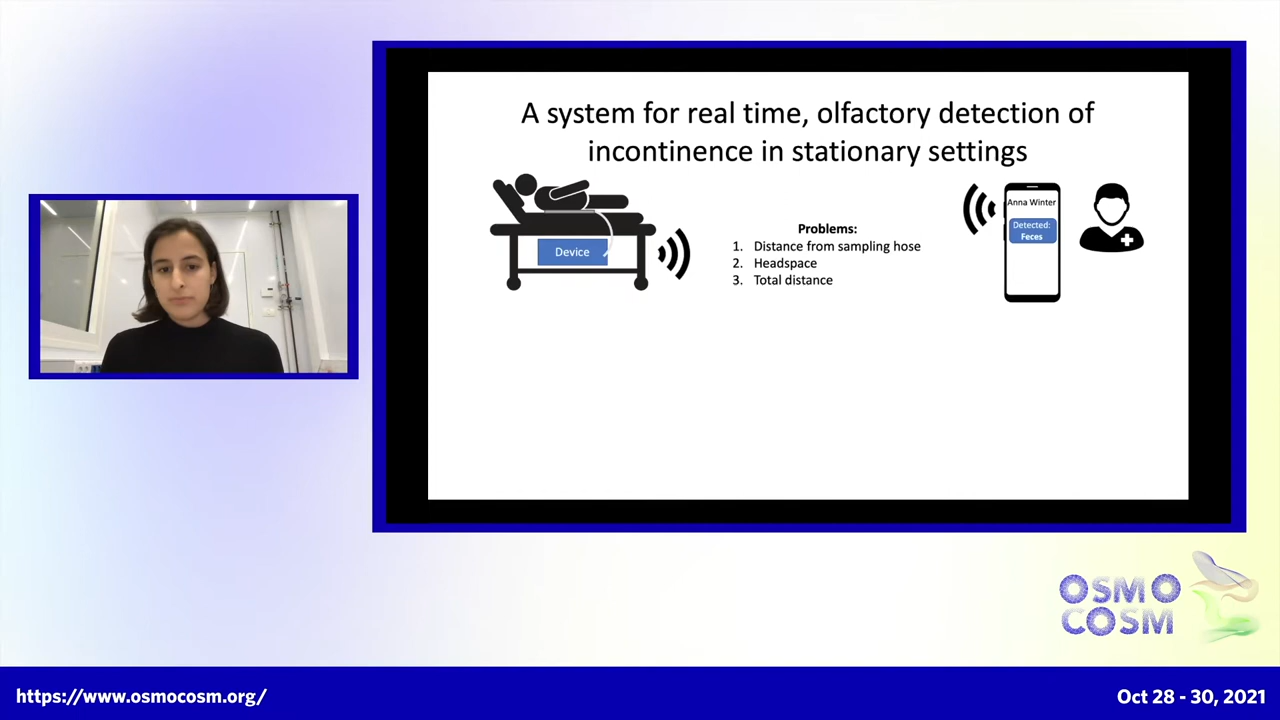 A system for real time, olfactory detection of
incontinence in stationary settings
Device
Problems:
1. Distance from sampling hose
2. Headspace
3. Total distance
Anna Winter
Detected:
Feces
OSMO
COSM
https://www.osmocosm.org/
Oct 28 - 30, 2021